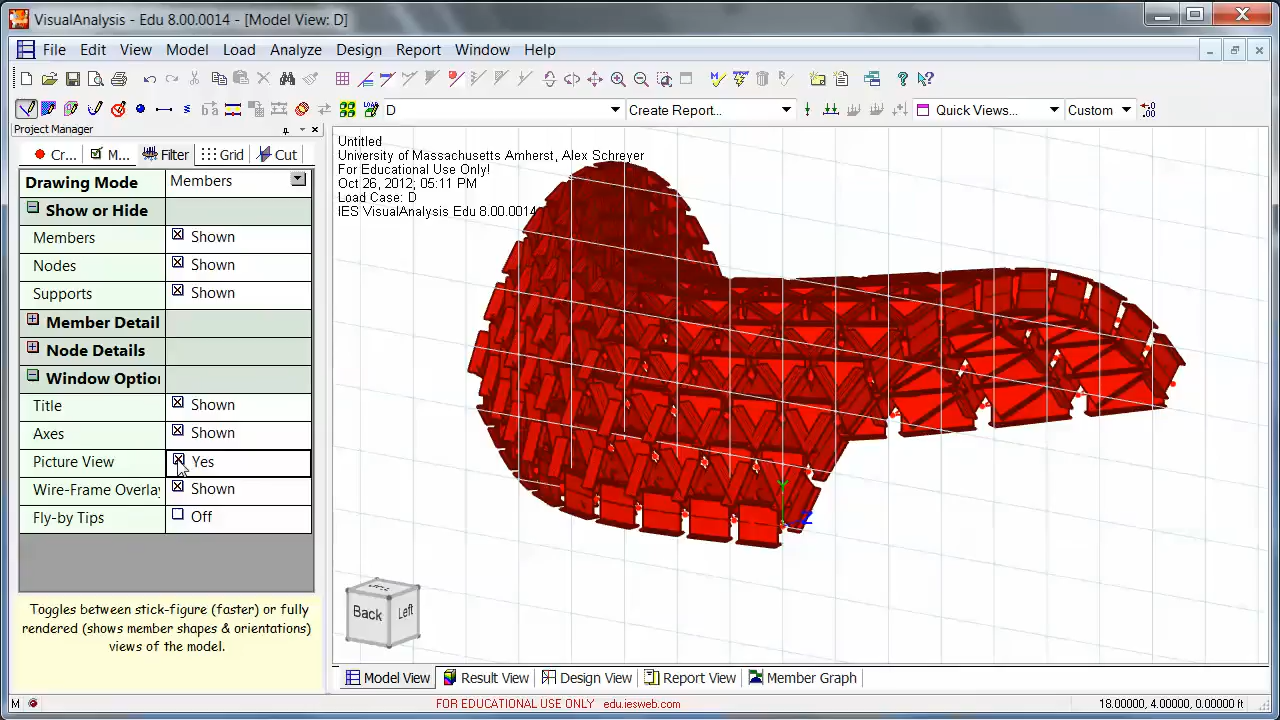 VisualAnalysis - Edu 8.00.0014 - [Model View: D]
File Edit View Model Load Analyze Design Report Window Help
D Create Report... Quick Views... Custom
Project Manager
Cr... M... Filter Grid Cut
Drawing Mode Members
Show or Hide
Members Shown
Nodes Shown
Supports Shown
Member Detail
Node Details
Window Option
Title Shown
Axes Shown
Picture View Yes
Wire-Frame Overlay Shown
Fly-by Tips Off
Toggles between stick-figure (faster) or fully
rendered (shows member shapes & orientations)
views of the model.
Untitled
University of Massachusetts Amherst, Alex Schreyer
For Educational Use Only!
Oct 26, 2012, 05:11 PM
Load Case: D
IES VisualAnalysis Edu 8.00.0014
Y
Z
Back Left
Model View Result View Design View Report View Member Graph
M FOR EDUCATIONAL USE ONLY edu.iesweb.com 18.00000, 4.00000, 0.00000 ft